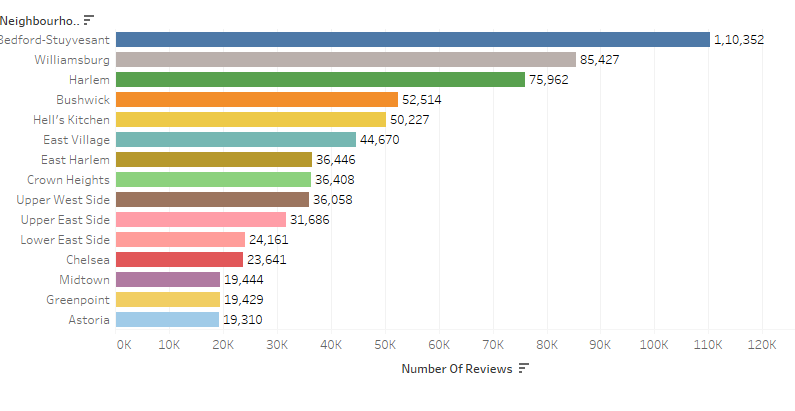 Neighbourho..
Bedford-Stuyvesant 1,10,352
Williamsburg 85,427
Harlem 75,962
Bushwick 52,514
Hell's Kitchen 50,227
East Village 44,670
East Harlem 36,446
Crown Heights 36,408
Upper West Side 36,058
Upper East Side 31,686
Lower East Side 24,161
Chelsea 23,641
Midtown 19,444
Greenpoint 19,429
Astoria 19,310
0K 10K 20K 30K 40K 50K 60K 70K 80K 90K 100K 110K 120K
Number Of Reviews